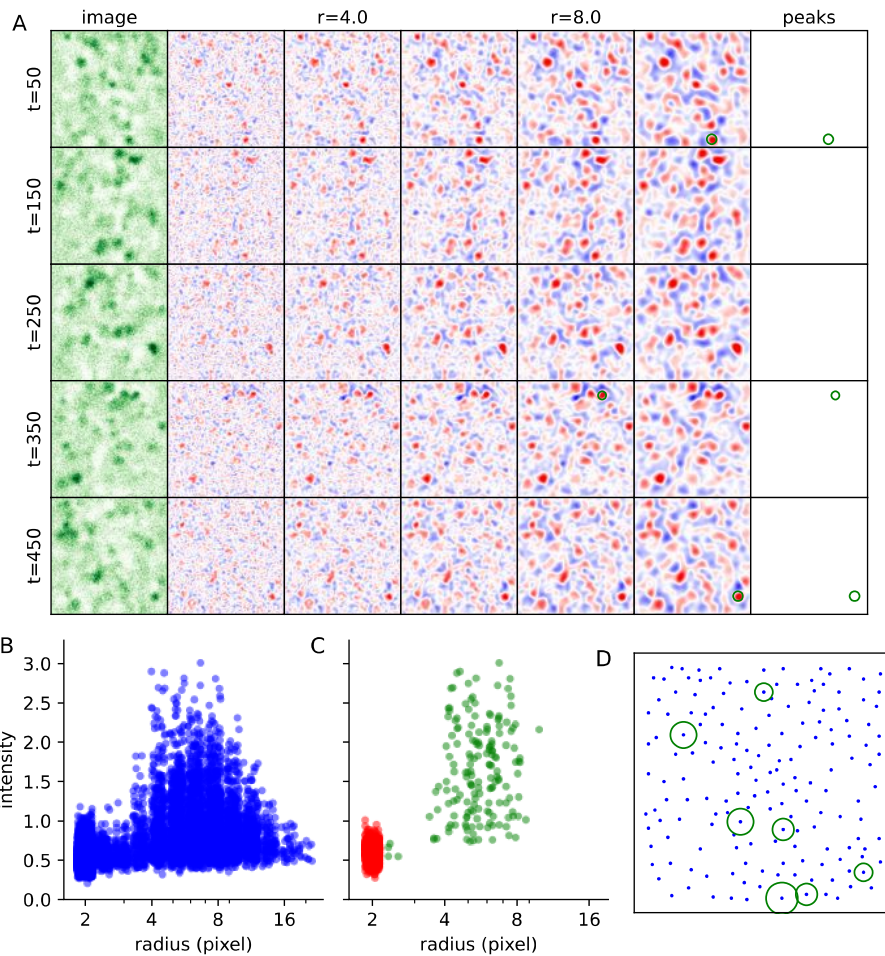 A
image r=4.0 r=8.0 peaks
t=50
t=150
t=250
t=350
t=450
B C D
3.0
2.5
2.0
1.5
1.0
0.5
0.0
intensity
2 4 8 16
radius (pixel)
2 4 8 16
radius (pixel)